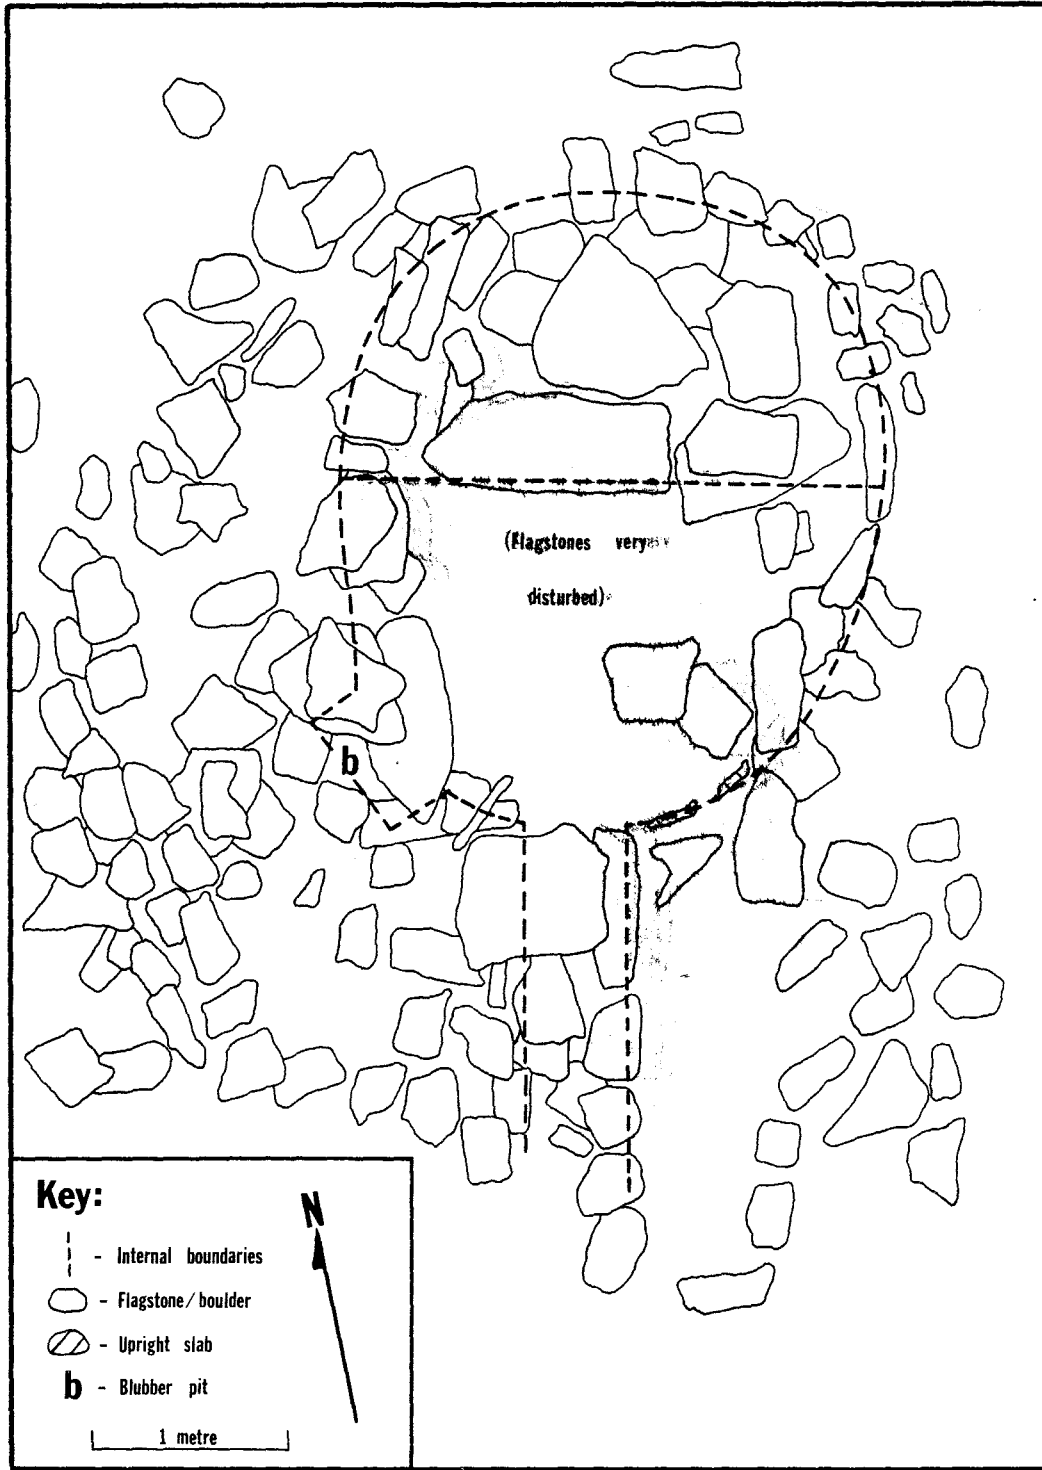 (Flagstones very
disturbed)
b
Key:
N
- Internal boundaries
- Flagstone/boulder
- Upright slab
b - Blubber pit
1 metre